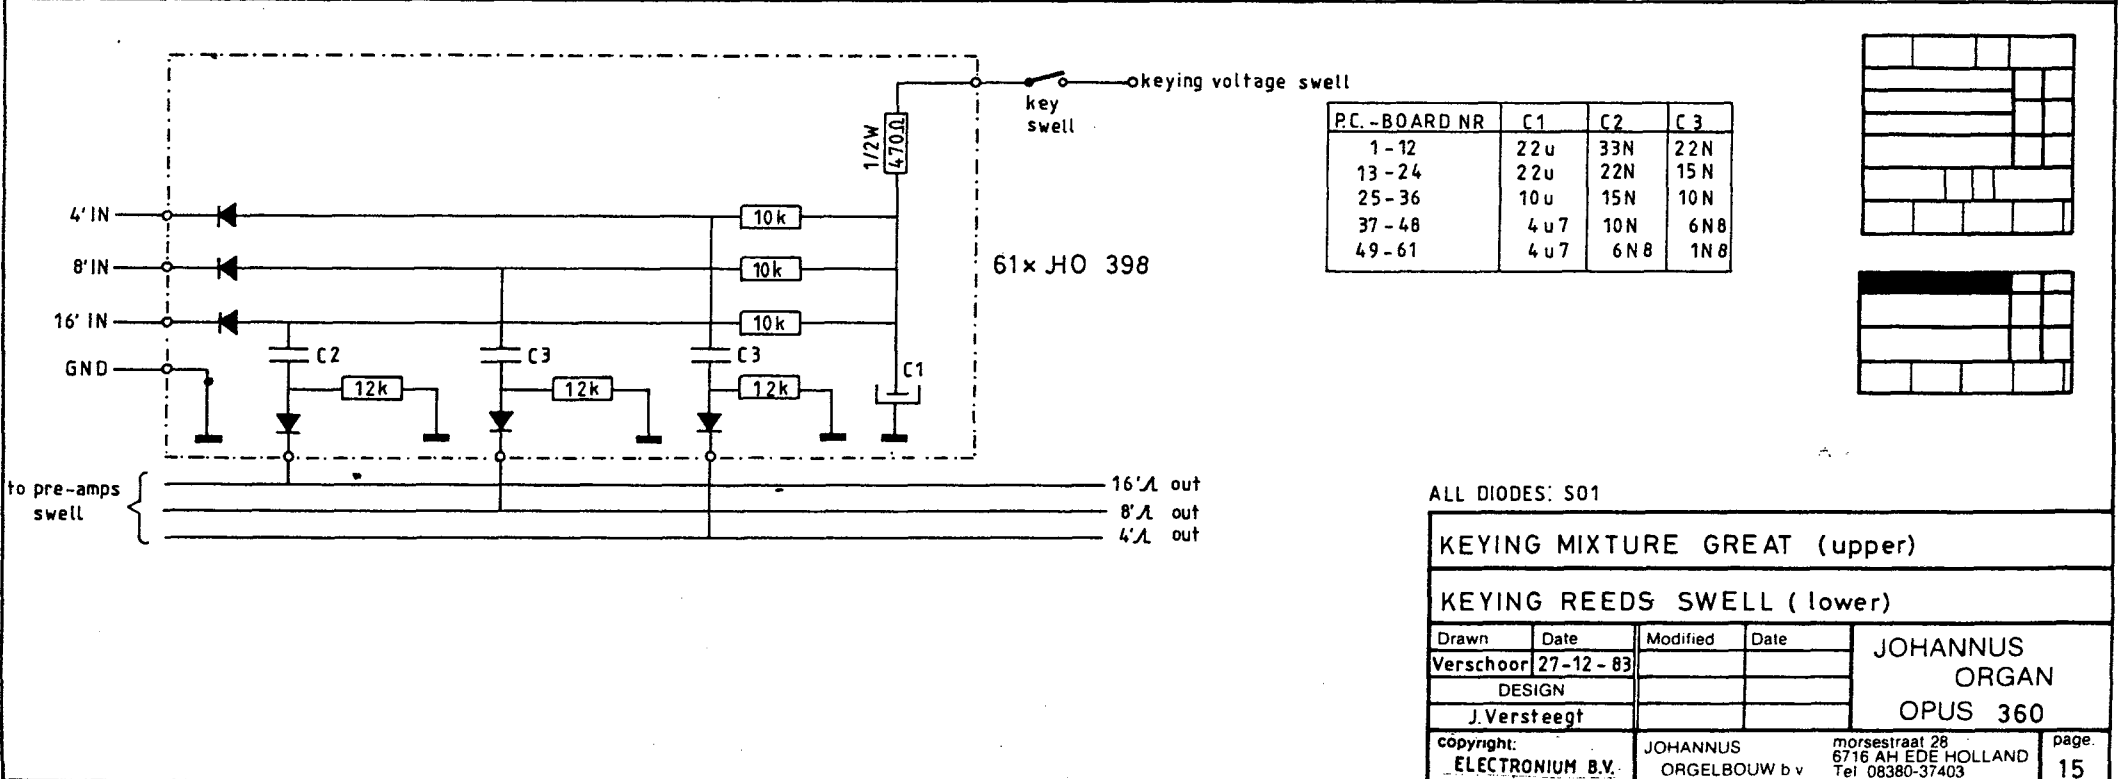 keying voltage swell
key
swell
1/2W
470Ω
4' IN
10k
8' IN
10k
61x JHO 398
16' IN
10k
C2
C3
C3
GND
C1
12k
12k
12k
to pre-amps
swell
16' out
8' out
4' out
P.C.-BOARD NR C1 C2 C3
1-12 22u 33N 22N
13-24 22u 22N 15N
25-36 10u 15N 10N
37-48 4u7 10N 6N8
49-61 4u7 6N8 1N8
ALL DIODES: S01
KEYING MIXTURE GREAT (upper)
KEYING REEDS SWELL (lower)
Drawn Date Modified Date
Verschoor 27-12-83
DESIGN
J.Versteegt
JOHANNUS
ORGAN
OPUS 360
copyright:
ELECTRONIUM B.V.
JOHANNUS
ORGELBOUW b v
morsestraat 28
6716 AH EDE HOLLAND
Tel 08380-37403
page.
15